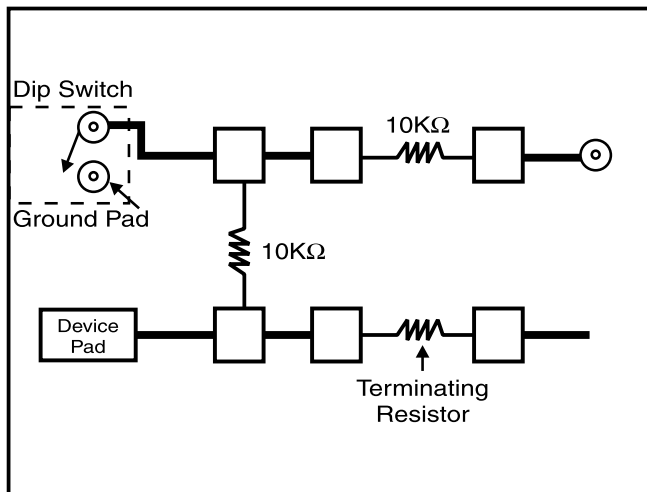 Dip Switch
10KΩ
Ground Pad
10KΩ
Device
Pad
Terminating
Resistor